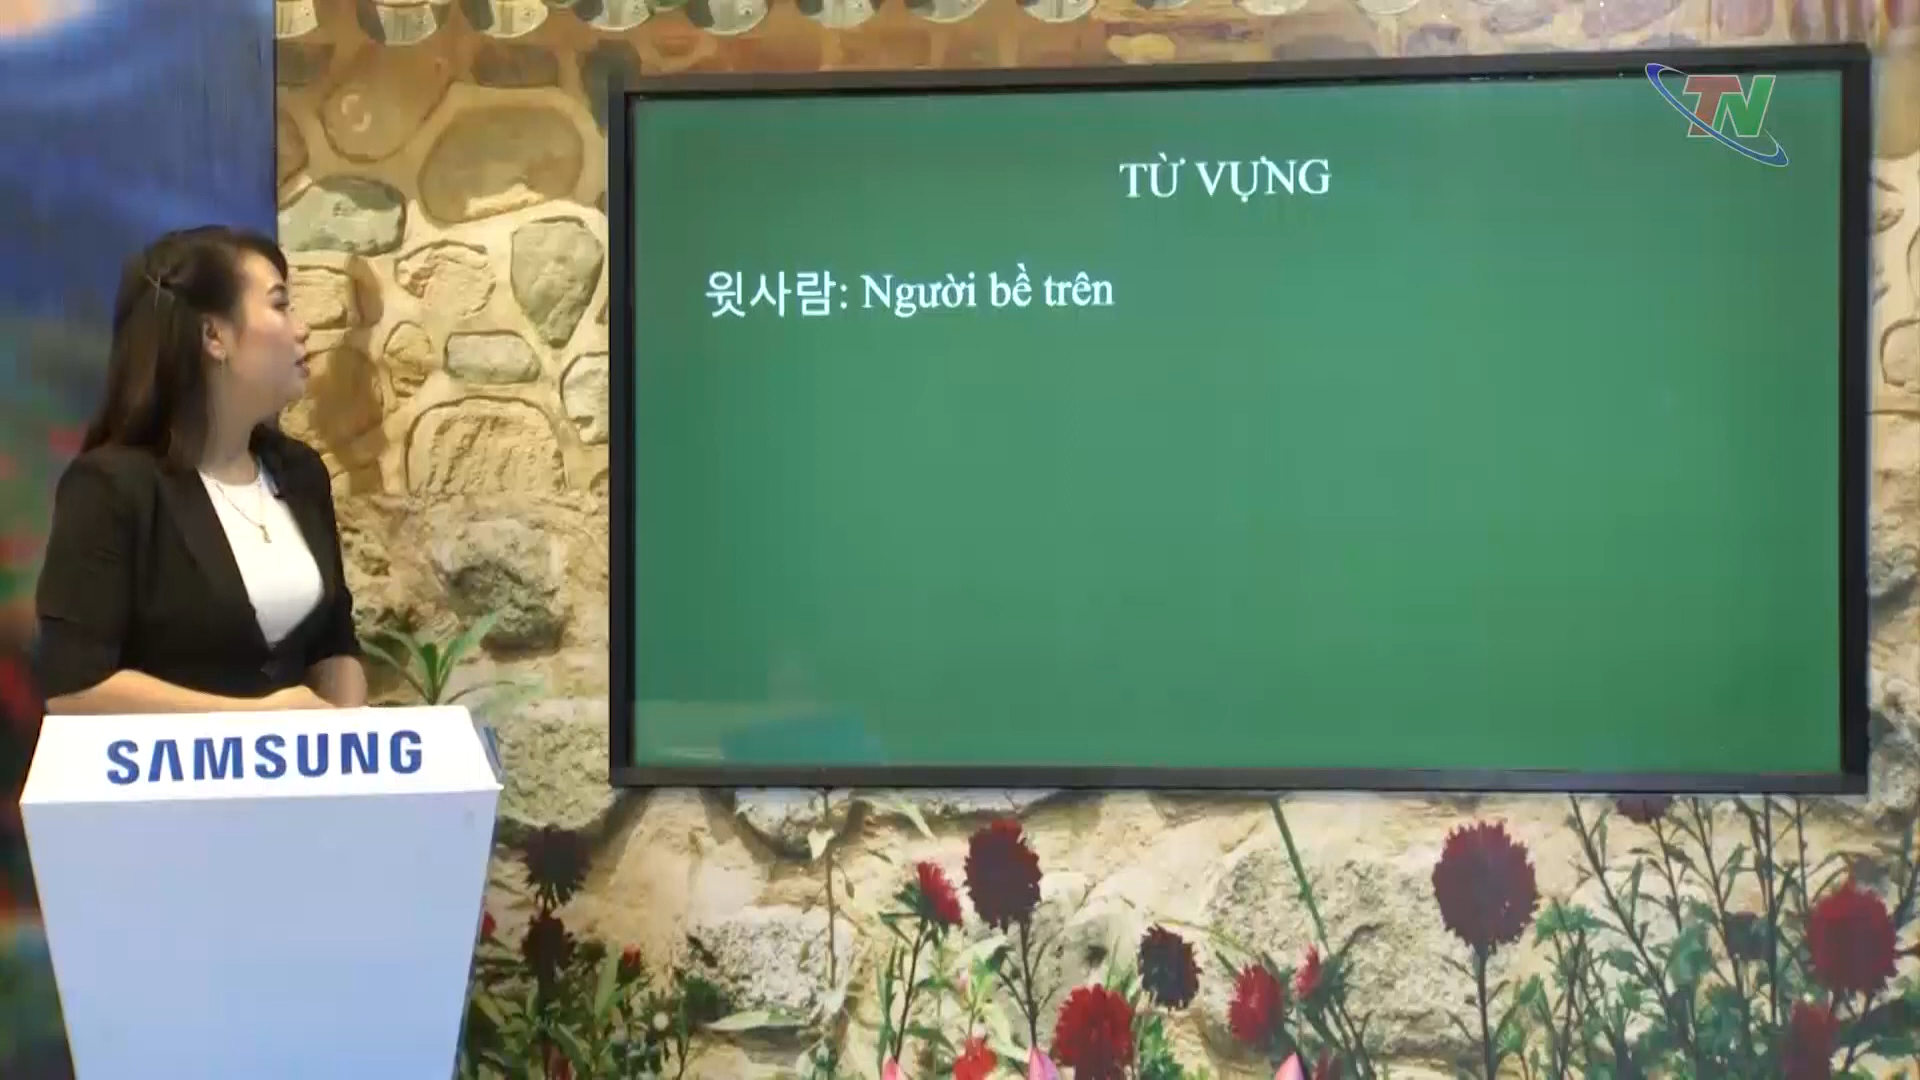 TN
TỪ VỰNG
윗사람: Người bề trên
SAMSUNG